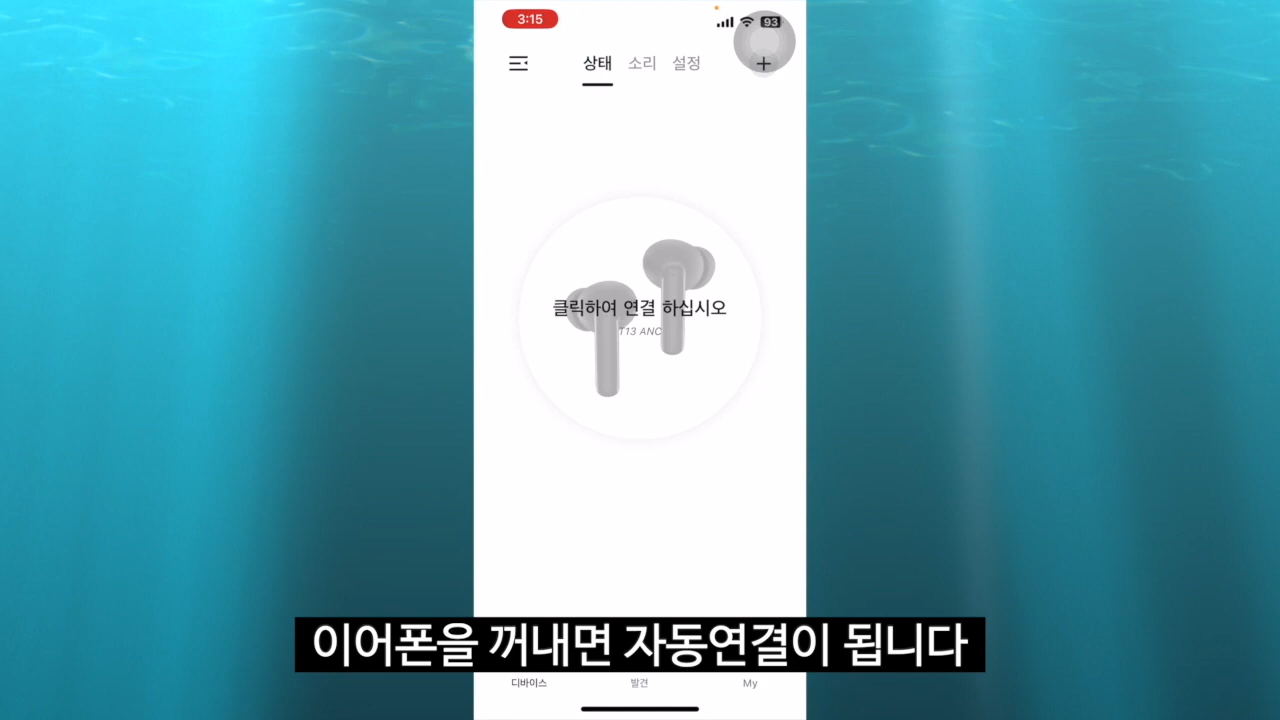 3:15
93
상태 소리 설정
클릭하여 연결 하십시오
T13 ANC
이어폰을 꺼내면 자동연결이 됩니다
디바이스 발견 My